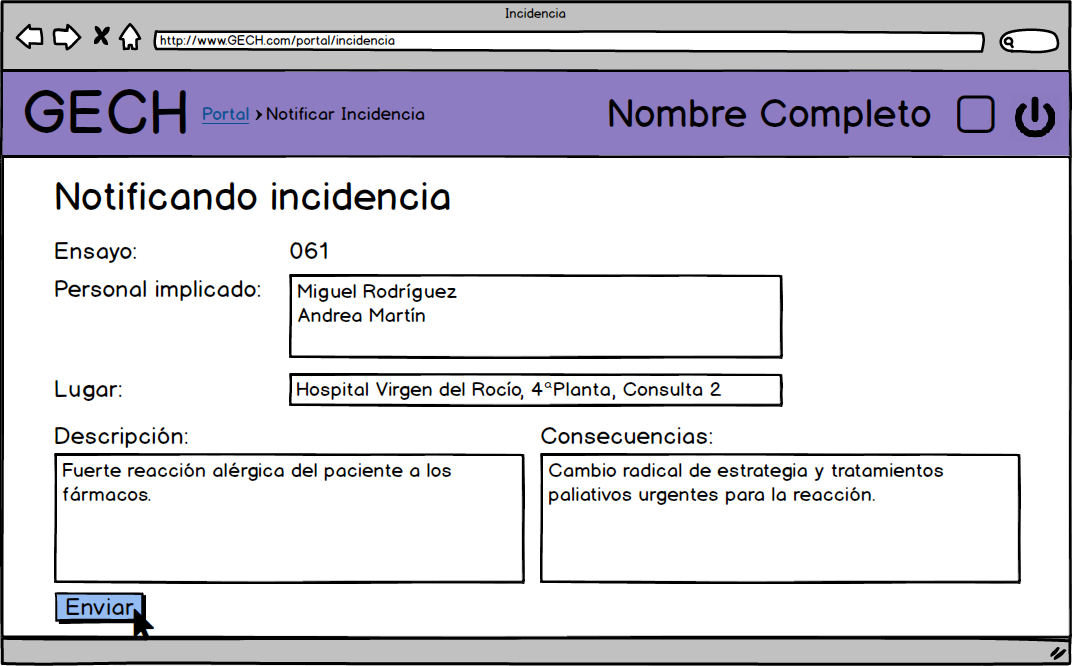 Incidencia
http://www.GECH.com/portal/incidencia
GECH Portal > Notificar Incidencia Nombre Completo
Notificando incidencia
Ensayo: 061
Personal implicado: Miguel Rodríguez
Andrea Martín
Lugar: Hospital Virgen del Rocío, 4ªPlanta, Consulta 2
Descripción:
Fuerte reacción alérgica del paciente a los
fármacos.
Consecuencias:
Cambio radical de estrategia y tratamientos
paliativos urgentes para la reacción.
Enviar